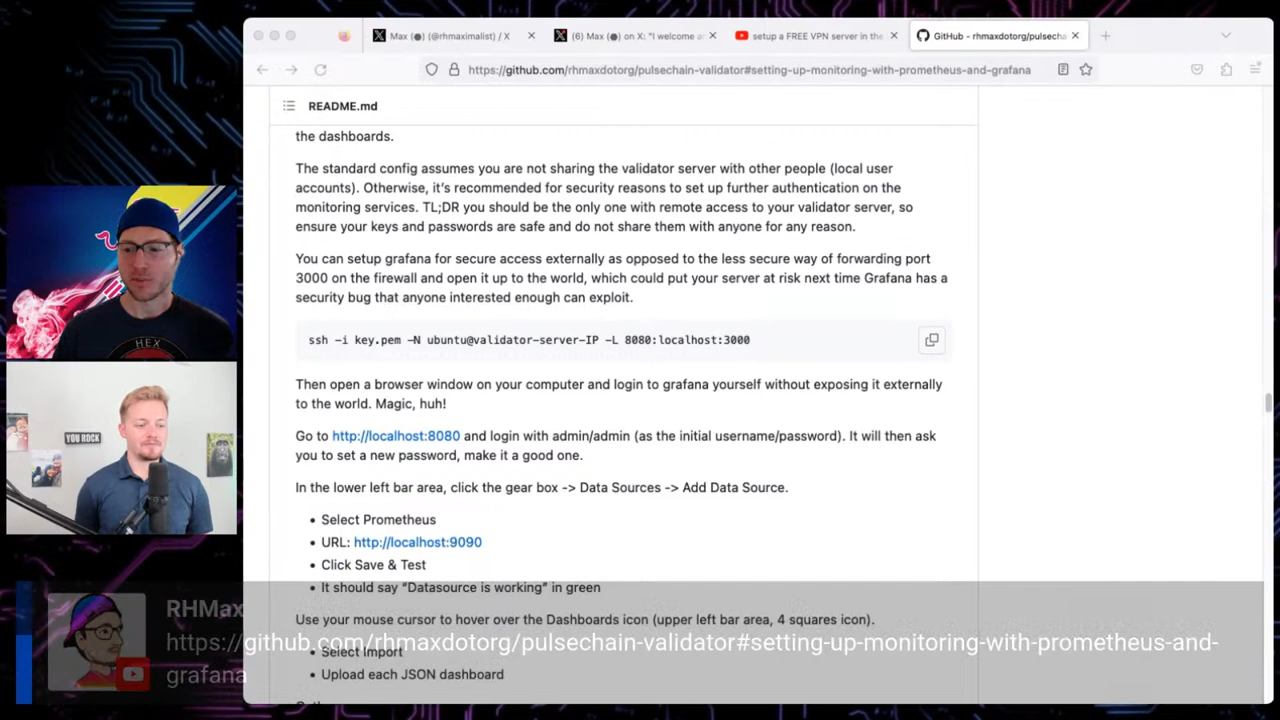 Max (●) (@rhmaximalist) / X
(6) Max (●) on X: "I welcome a
setup a FREE VPN server in the
GitHub - rhmaxdotorg/pulsecha
https://github.com/rhmaxdotorg/pulsechain-validator#setting-up-monitoring-with-prometheus-and-grafana
README.md
the dashboards.
The standard config assumes you are not sharing the validator server with other people (local user
accounts). Otherwise, it's recommended for security reasons to set up further authentication on the
monitoring services. TL;DR you should be the only one with remote access to your validator server, so
ensure your keys and passwords are safe and do not share them with anyone for any reason.
You can setup grafana for secure access externally as opposed to the less secure way of forwarding port
3000 on the firewall and open it up to the world, which could put your server at risk next time Grafana has a
security bug that anyone interested enough can exploit.
ssh -i key.pem -N ubuntu@validator-server-IP -L 8080:localhost:3000
Then open a browser window on your computer and login to grafana yourself without exposing it externally
to the world. Magic, huh!
Go to http://localhost:8080 and login with admin/admin (as the initial username/password). It will then ask
you to set a new password, make it a good one.
In the lower left bar area, click the gear box -> Data Sources -> Add Data Source.
• Select Prometheus
• URL: http://localhost:9090
• Click Save & Test
• It should say "Datasource is working" in green
Use your mouse cursor to hover over the Dashboards icon (upper left bar area, 4 squares icon).
• Select Import
• Upload each JSON dashboard
HEX
YOU ROCK
RHMax
https://github.com/rhmaxdotorg/pulsechain-validator#setting-up-monitoring-with-prometheus-and-
grafana